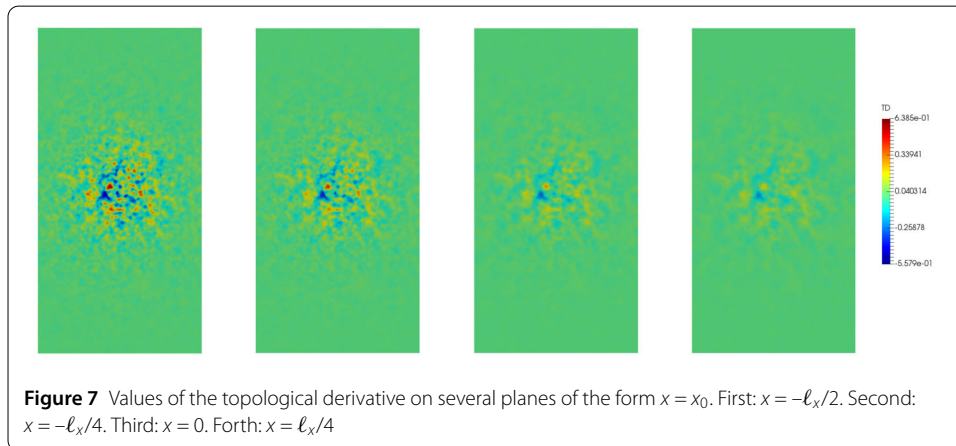 TD
6.385e-01
0.33941
0.040314
-0.25878
-5.579e-01
Figure 7 Values of the topological derivative on several planes of the form x = x₀. First: x = −ℓₓ/2. Second:
x = −ℓₓ/4. Third: x = 0. Forth: x = ℓₓ/4